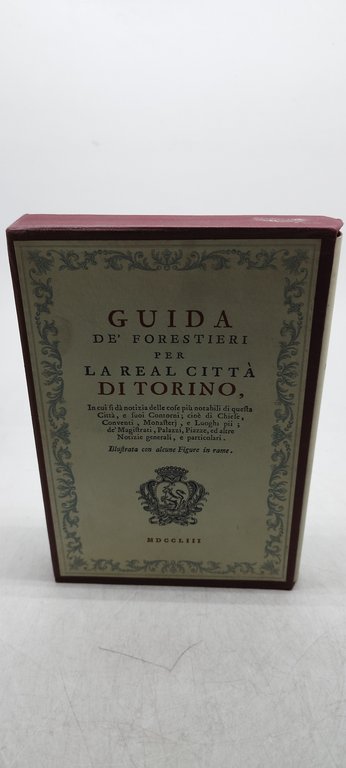 GUIDA
DE' FORESTIERI
PER
LA REAL CITTÀ
DI TORINO,
In cui si dà notizia delle cose più notabili di questa
Città, e suoi Contorni; cioè di Chiese,
Conventi, Monasterj, e Luoghi pii;
de' Magistrati, Palazzi, Piazze, ed altre
Notizie generali, e particolari.
Illustrata con alcune Figure in rame.
MDCCLIII